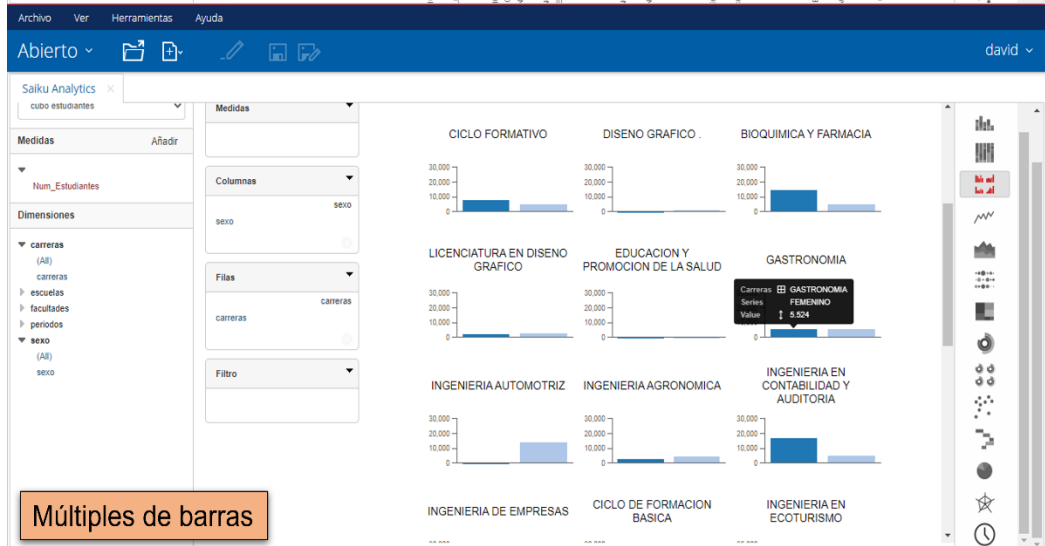 Archivo Ver Herramientas Ayuda
Abierto david
Saiku Analytics ×
cubo estudiantes
Medidas Añadir
Num_Estudiantes
Dimensiones
carreras
(All)
carreras
escuelas
facultades
periodos
sexo
(All)
sexo
Medidas
Columnas
sexo
sexo
Filas
carreras
carreras
Filtro
CICLO FORMATIVO
30,000
20,000
10,000
0
DISENO GRAFICO .
30,000
20,000
10,000
0
BIOQUIMICA Y FARMACIA
30,000
20,000
10,000
0
LICENCIATURA EN DISENO
GRAFICO
30,000
20,000
10,000
0
EDUCACION Y
PROMOCION DE LA SALUD
30,000
20,000
10,000
0
GASTRONOMIA
Carreras GASTRONOMIA
Series FEMENINO
Value 5.524
0
INGENIERIA AUTOMOTRIZ
30,000
20,000
10,000
0
INGENIERIA AGRONOMICA
30,000
20,000
10,000
0
INGENIERIA EN
CONTABILIDAD Y
AUDITORIA
30,000
20,000
10,000
0
INGENIERIA DE EMPRESAS
CICLO DE FORMACION
BASICA
INGENIERIA EN
ECOTURISMO
Múltiples de barras